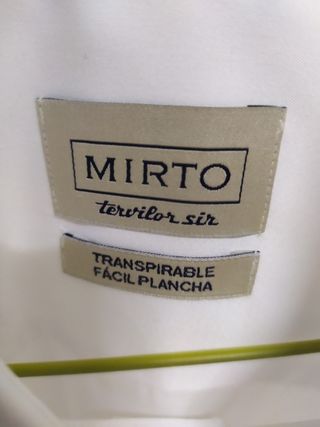 MIRTO
tervilor sir
TRANSPIRABLE
FÁCIL PLANCHA